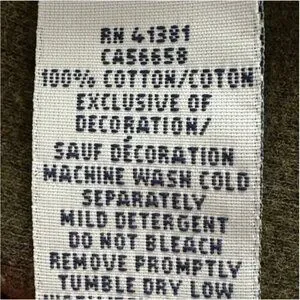 RN 41381
CA56658
100% COTTON/COTON
EXCLUSIVE OF
DECORATION/
SAUF DÉCORATION
MACHINE WASH COLD
SEPARATELY
MILD DETERGENT
DO NOT BLEACH
REMOVE PROMPTLY
TUMBLE DRY LOW